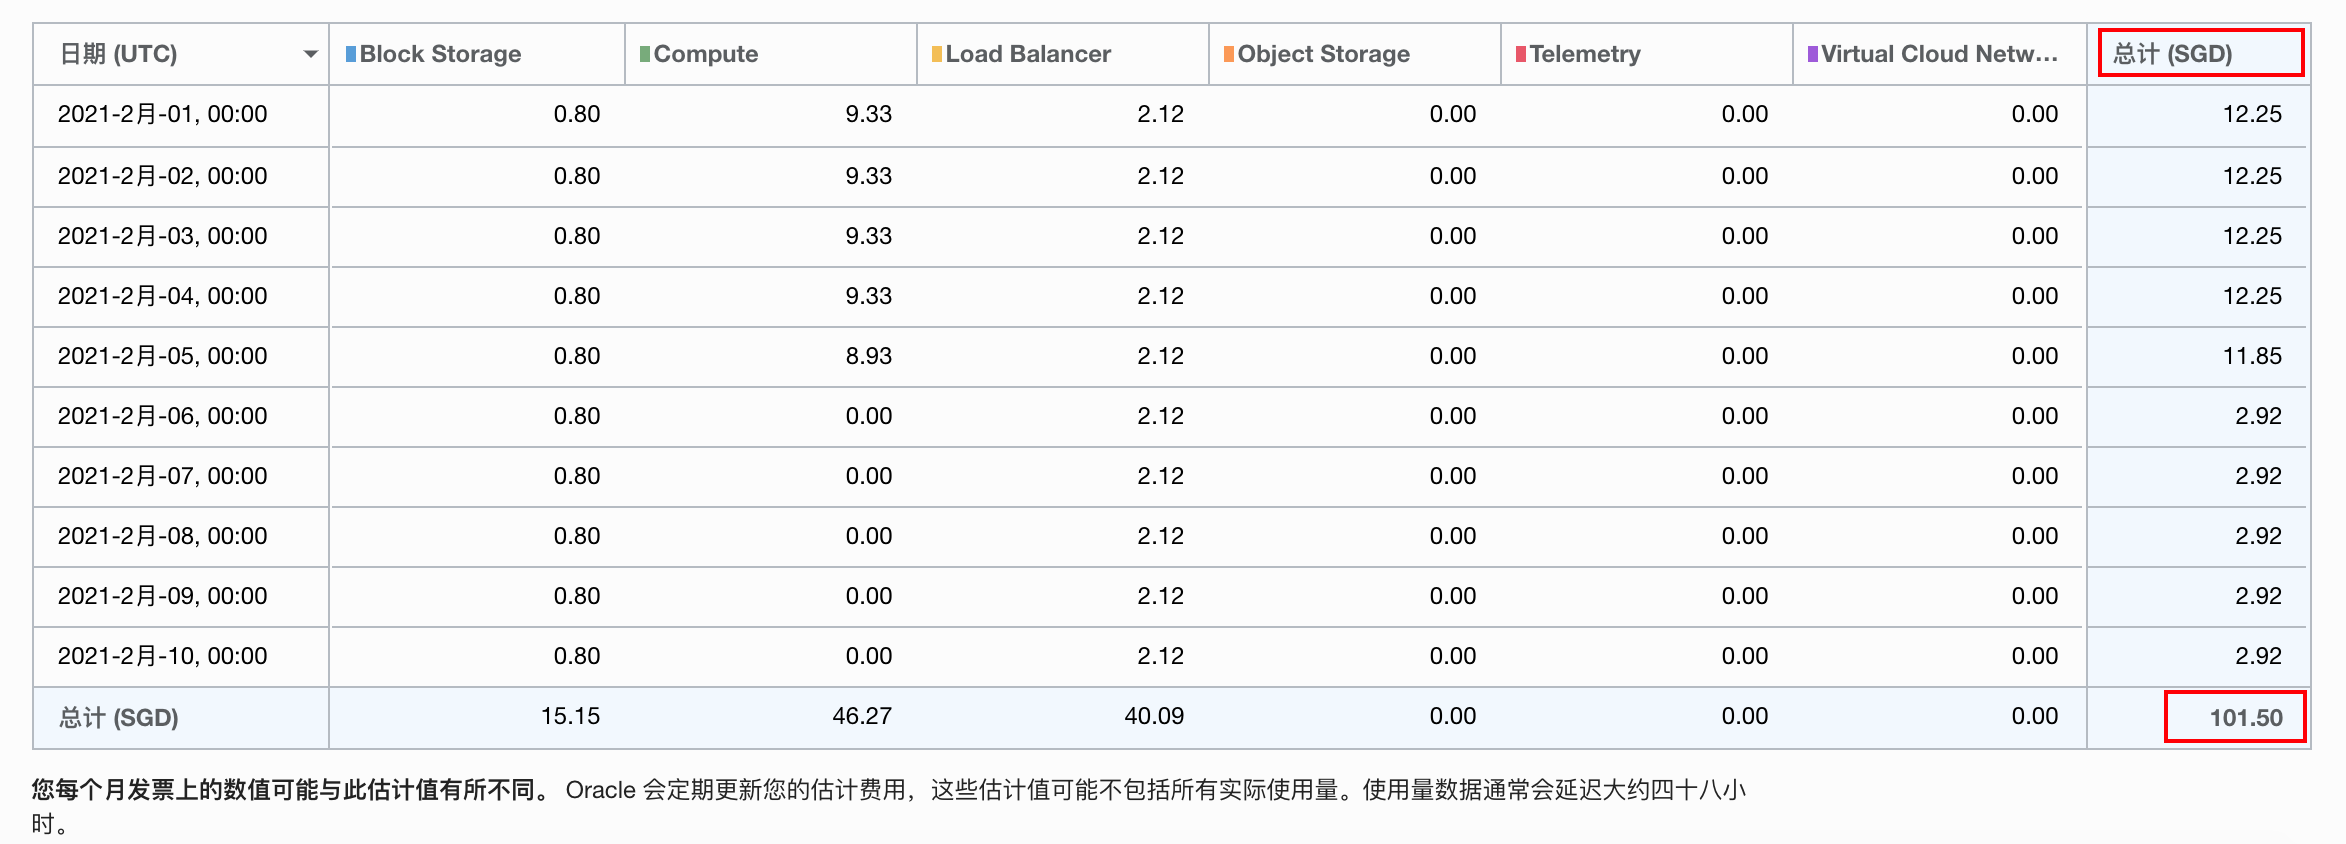 日期 (UTC) Block Storage Compute Load Balancer Object Storage Telemetry Virtual Cloud Netw... 总计 (SGD)
2021-2月-01, 00:00 0.80 9.33 2.12 0.00 0.00 0.00 12.25
2021-2月-02, 00:00 0.80 9.33 2.12 0.00 0.00 0.00 12.25
2021-2月-03, 00:00 0.80 9.33 2.12 0.00 0.00 0.00 12.25
2021-2月-04, 00:00 0.80 9.33 2.12 0.00 0.00 0.00 12.25
2021-2月-05, 00:00 0.80 8.93 2.12 0.00 0.00 0.00 11.85
2021-2月-06, 00:00 0.80 0.00 2.12 0.00 0.00 0.00 2.92
2021-2月-07, 00:00 0.80 0.00 2.12 0.00 0.00 0.00 2.92
2021-2月-08, 00:00 0.80 0.00 2.12 0.00 0.00 0.00 2.92
2021-2月-09, 00:00 0.80 0.00 2.12 0.00 0.00 0.00 2.92
2021-2月-10, 00:00 0.80 0.00 2.12 0.00 0.00 0.00 2.92
总计 (SGD) 15.15 46.27 40.09 0.00 0.00 0.00 101.50
您每个月发票上的数值可能与此估计值有所不同。 Oracle 会定期更新您的估计费用，这些估计值可能不包括所有实际使用量。使用量数据通常会延迟大约四十八小
时。